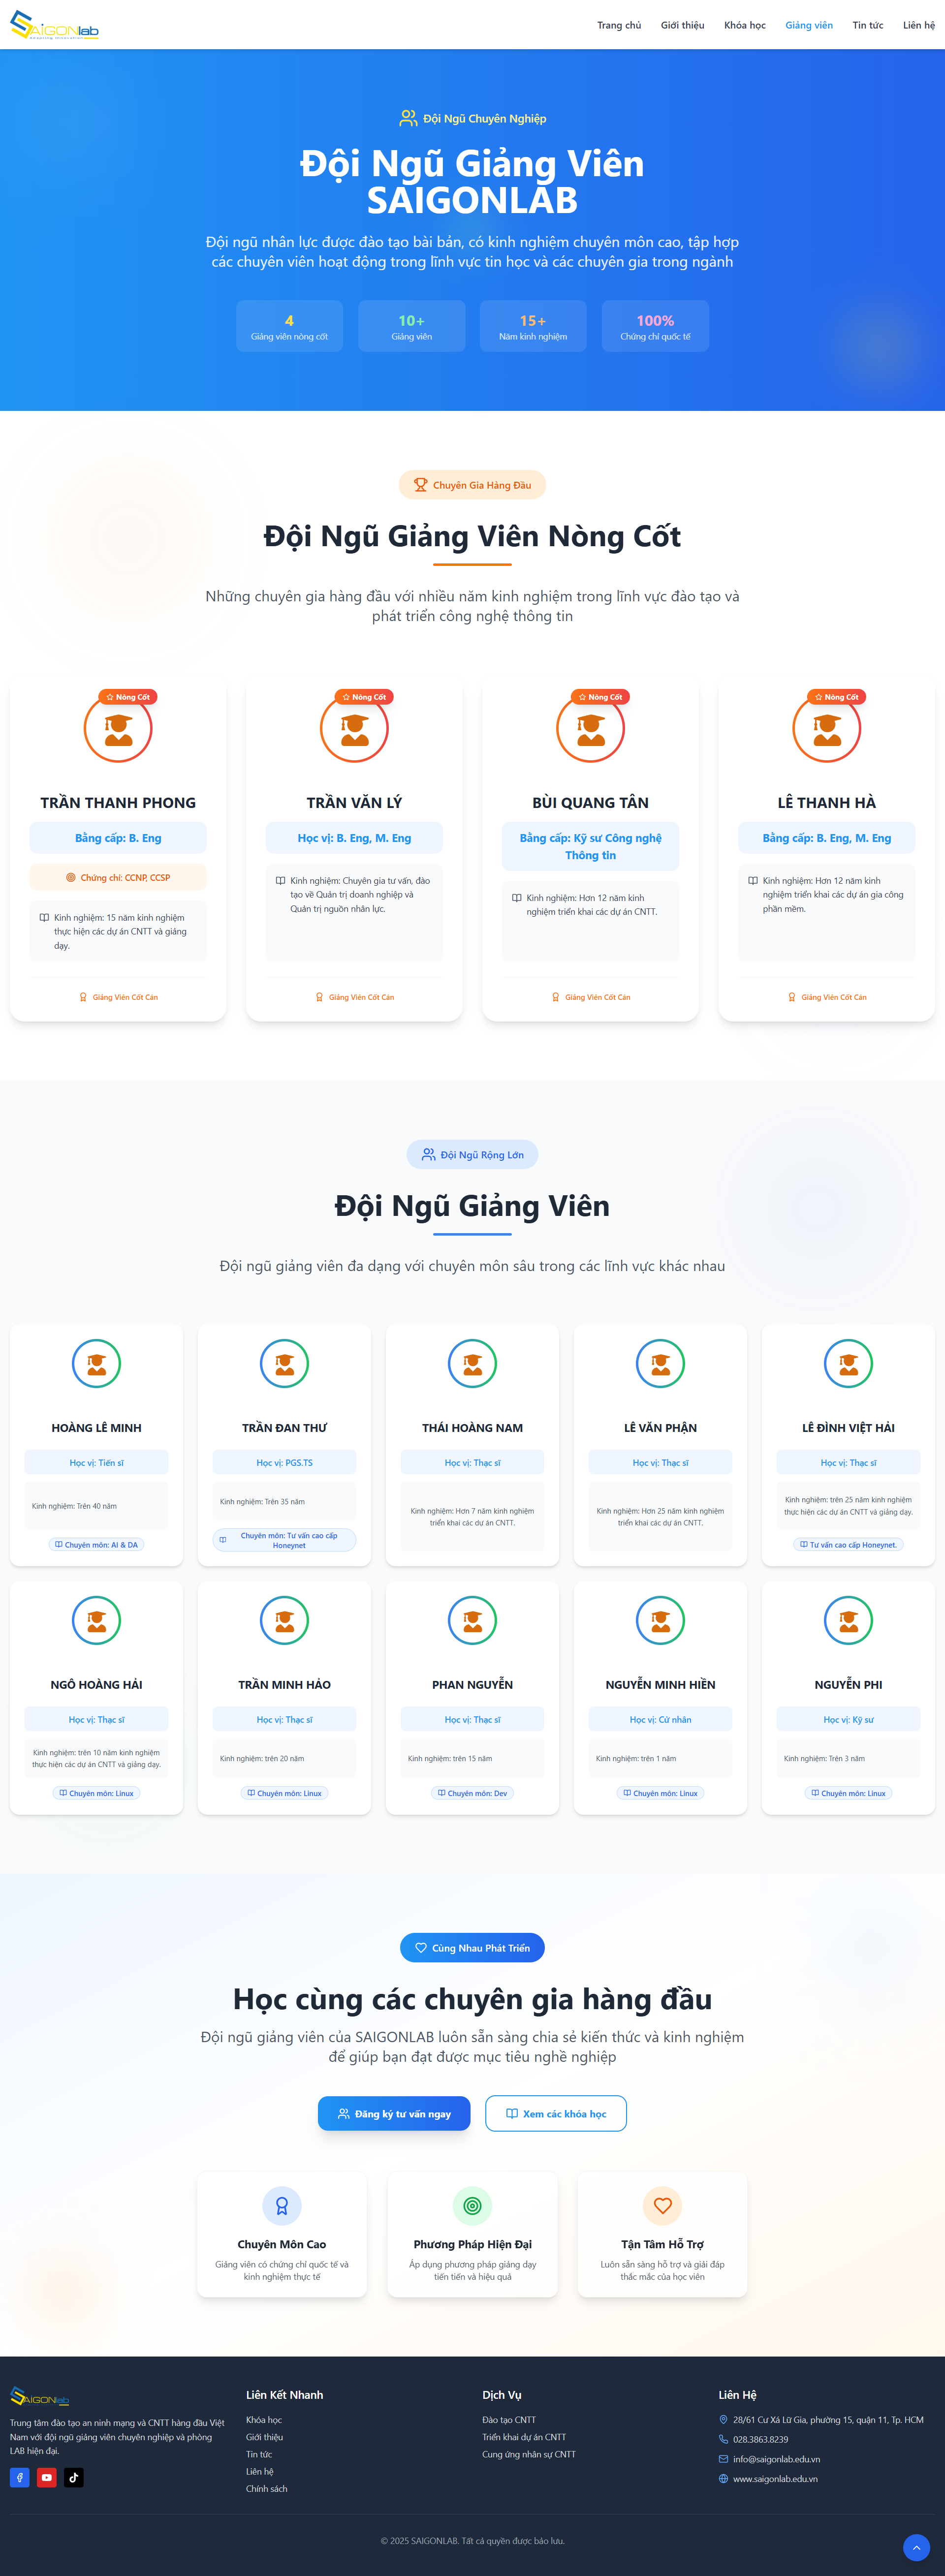 SAIGONlab
Trang chủ
Giới thiệu
Khóa học
Giảng viên
Tin tức
Liên hệ
Đội Ngũ Chuyên Nghiệp
Đội Ngũ Giảng Viên
SAIGONLAB
Đội ngũ nhân lực được đào tạo bài bản, có kinh nghiệm chuyên môn cao, tập hợp
các chuyên viên hoạt động trong lĩnh vực tin học và các chuyên gia trong ngành
4
Giảng viên nòng cốt
10+
Giảng viên
15+
Năm kinh nghiệm
100%
Chứng chỉ quốc tế
Chuyên Gia Hàng Đầu
Đội Ngũ Giảng Viên Nòng Cốt
Những chuyên gia hàng đầu với nhiều năm kinh nghiệm trong lĩnh vực đào tạo và
phát triển công nghệ thông tin
Nòng Cốt
TRẦN THANH PHONG
Bằng cấp: B. Eng
Chứng chỉ: CCNP, CCSP
Kinh nghiệm: 15 năm kinh nghiệm
thực hiện các dự án CNTT và giảng
dạy.
Giảng Viên Cốt Cán
Nòng Cốt
TRẦN VĂN LÝ
Học vị: B. Eng, M. Eng
Kinh nghiệm: Chuyên gia tư vấn, đào
tạo về Quản trị doanh nghiệp và
Quản trị nguồn nhân lực.
Giảng Viên Cốt Cán
Nòng Cốt
BÙI QUANG TÂN
Bằng cấp: Kỹ sư Công nghệ
Thông tin
Kinh nghiệm: Hơn 12 năm kinh
nghiệm triển khai các dự án CNTT.
Giảng Viên Cốt Cán
Nòng Cốt
LÊ THANH HÀ
Bằng cấp: B. Eng, M. Eng
Kinh nghiệm: Hơn 12 năm kinh
nghiệm triển khai các dự án gia công
phần mềm.
Giảng Viên Cốt Cán
Đội Ngũ Rộng Lớn
Đội Ngũ Giảng Viên
Đội ngũ giảng viên đa dạng với chuyên môn sâu trong các lĩnh vực khác nhau
HOÀNG LÊ MINH
Học vị: Tiến sĩ
Kinh nghiệm: Trên 40 năm
Chuyên môn: AI & DA
TRẦN ĐAN THƯ
Học vị: PGS.TS
Kinh nghiệm: Trên 35 năm
Chuyên môn: Tư vấn cao cấp
Honeynet
THÁI HOÀNG NAM
Học vị: Thạc sĩ
Kinh nghiệm: Hơn 7 năm kinh nghiệm
triển khai các dự án CNTT.
LÊ VĂN PHẬN
Học vị: Thạc sĩ
Kinh nghiệm: Hơn 25 năm kinh nghiệm
triển khai các dự án CNTT.
LÊ ĐÌNH VIỆT HẢI
Học vị: Thạc sĩ
Kinh nghiệm: trên 25 năm kinh nghiệm
thực hiện các dự án CNTT và giảng dạy.
Tư vấn cao cấp Honeynet.
NGÔ HOÀNG HẢI
Học vị: Thạc sĩ
Kinh nghiệm: trên 10 năm kinh nghiệm
thực hiện các dự án CNTT và giảng dạy.
Chuyên môn: Linux
TRẦN MINH HẢO
Học vị: Thạc sĩ
Kinh nghiệm: trên 20 năm
Chuyên môn: Linux
PHAN NGUYỄN
Học vị: Thạc sĩ
Kinh nghiệm: trên 15 năm
Chuyên môn: Dev
NGUYỄN MINH HIỀN
Học vị: Cử nhân
Kinh nghiệm: trên 1 năm
Chuyên môn: Linux
NGUYỄN PHI
Học vị: Kỹ sư
Kinh nghiệm: Trên 3 năm
Chuyên môn: Linux
Cùng Nhau Phát Triển
Học cùng các chuyên gia hàng đầu
Đội ngũ giảng viên của SAIGONLAB luôn sẵn sàng chia sẻ kiến thức và kinh nghiệm
để giúp bạn đạt được mục tiêu nghề nghiệp
Đăng ký tư vấn ngay
Xem các khóa học
Chuyên Môn Cao
Giảng viên có chứng chỉ quốc tế và
kinh nghiệm thực tế
Phương Pháp Hiện Đại
Áp dụng phương pháp giảng dạy
tiên tiến và hiệu quả
Tận Tâm Hỗ Trợ
Luôn sẵn sàng hỗ trợ và giải đáp
thắc mắc của học viên
SAIGONlab
Trung tâm đào tạo an ninh mạng và CNTT hàng đầu Việt
Nam với đội ngũ giảng viên chuyên nghiệp và phòng
LAB hiện đại.
Liên Kết Nhanh
Khóa học
Giới thiệu
Tin tức
Liên hệ
Chính sách
Dịch Vụ
Đào tạo CNTT
Triển khai dự án CNTT
Cung ứng nhân sự CNTT
Liên Hệ
28/61 Cư Xá Lữ Gia, phường 15, quận 11, Tp. HCM
028.3863.8239
info@saigonlab.edu.vn
www.saigonlab.edu.vn
© 2025 SAIGONLAB. Tất cả quyền được bảo lưu.